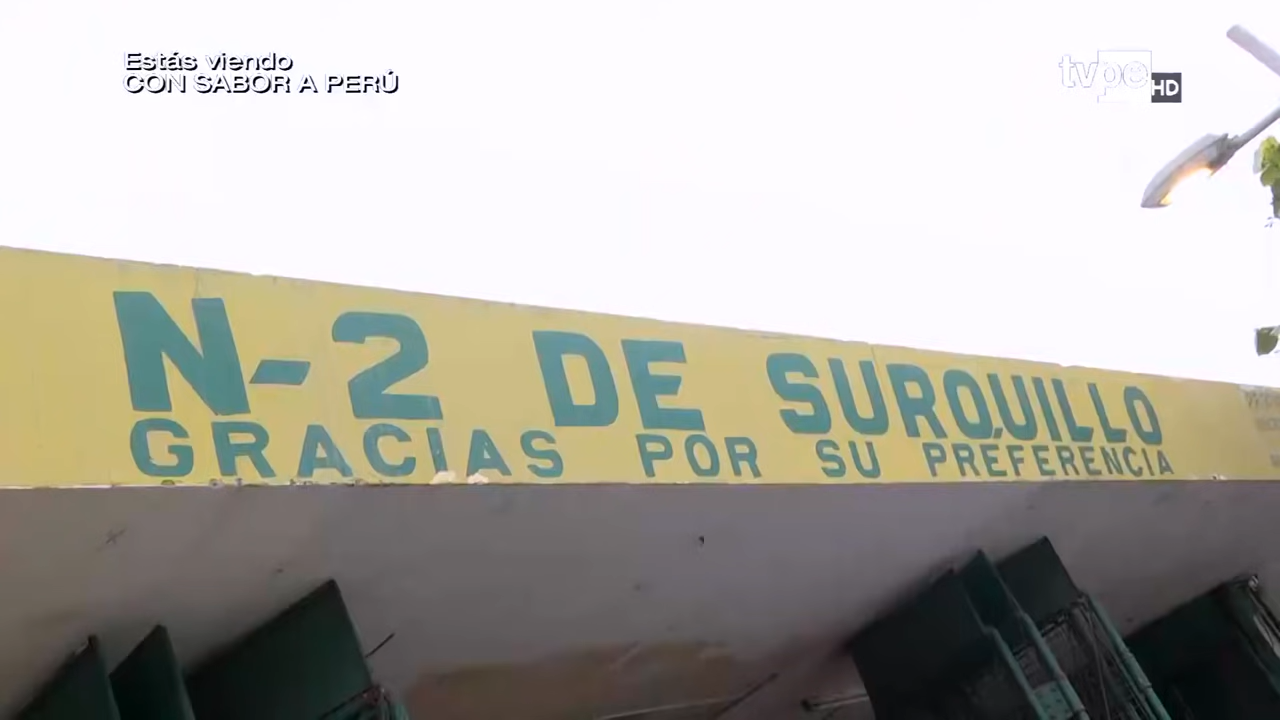 Estás viendo
CON SABOR A PERÚ
tvpe HD
N-2 DE SURQUILLO
GRACIAS POR SU PREFERENCIA